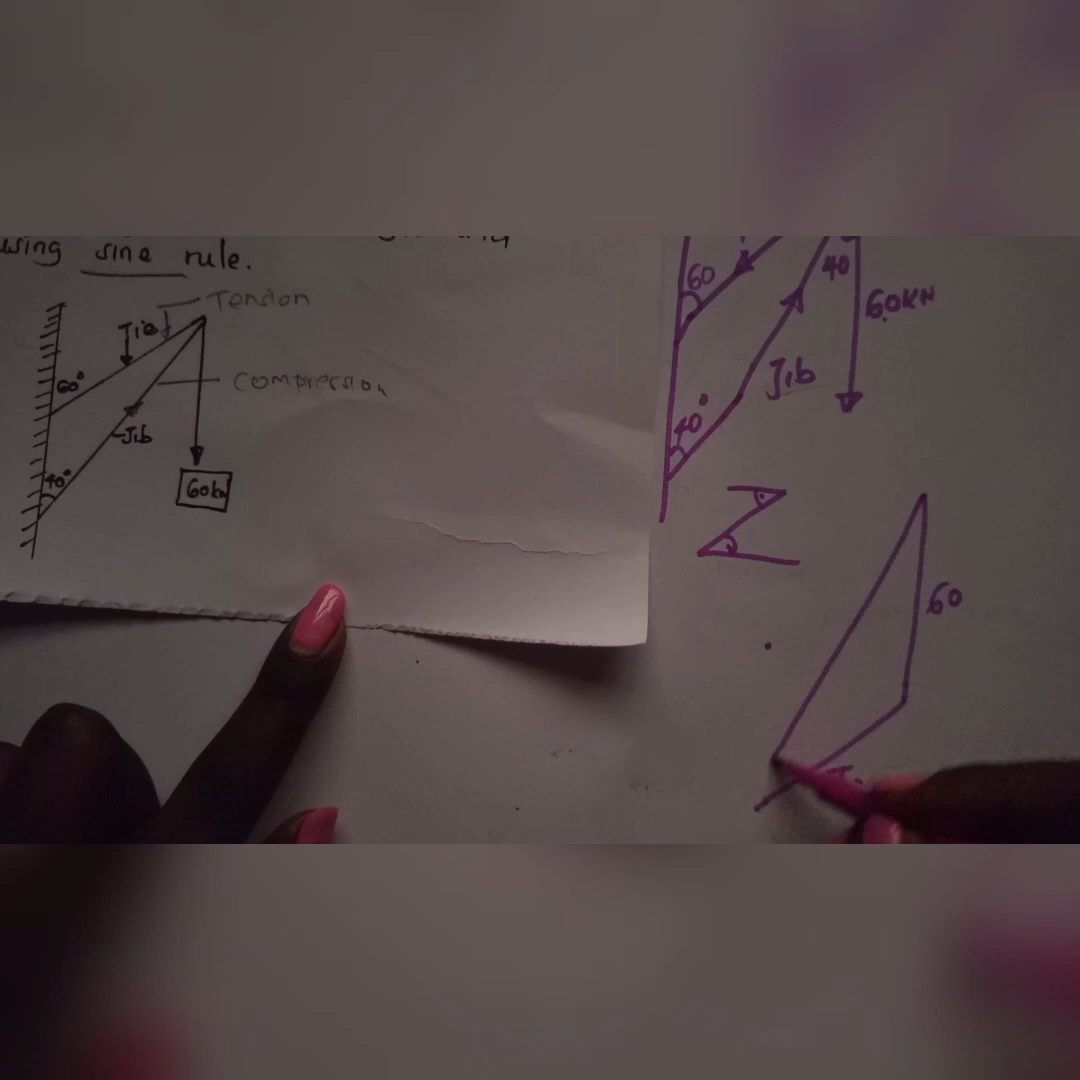 using sine rule.
Tension
Tie
60°
Compression
Jib
40°
60kN
60
40
60KN
Jib
40°
60